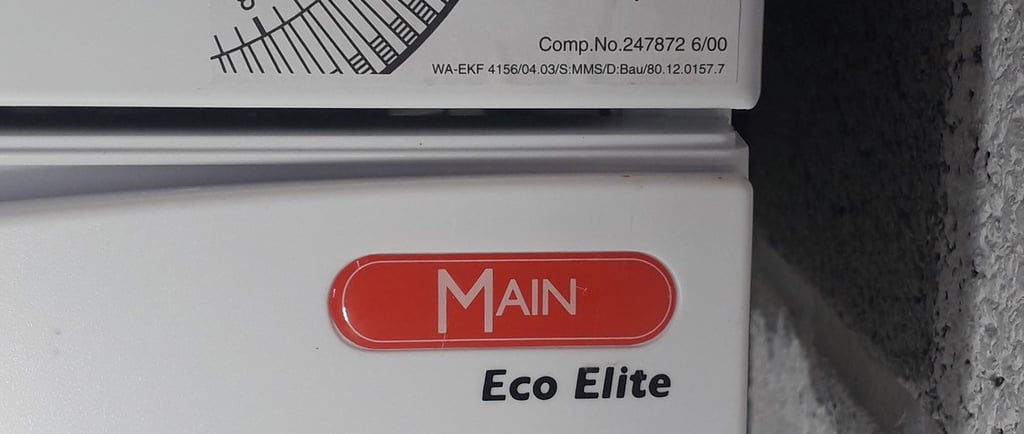 Comp.No.247872 6/00
WA-EKF 4156/04.03/S:MMS/D:Bau/80.12.0157.7
MAIN
Eco Elite